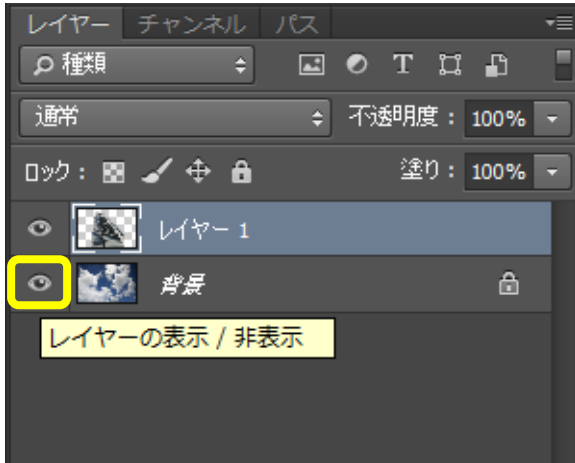 レイヤー チャンネル パス
種類 T
通常 不透明度： 100%
ロック： 塗り： 100%
レイヤー 1
背景
レイヤーの表示 / 非表示